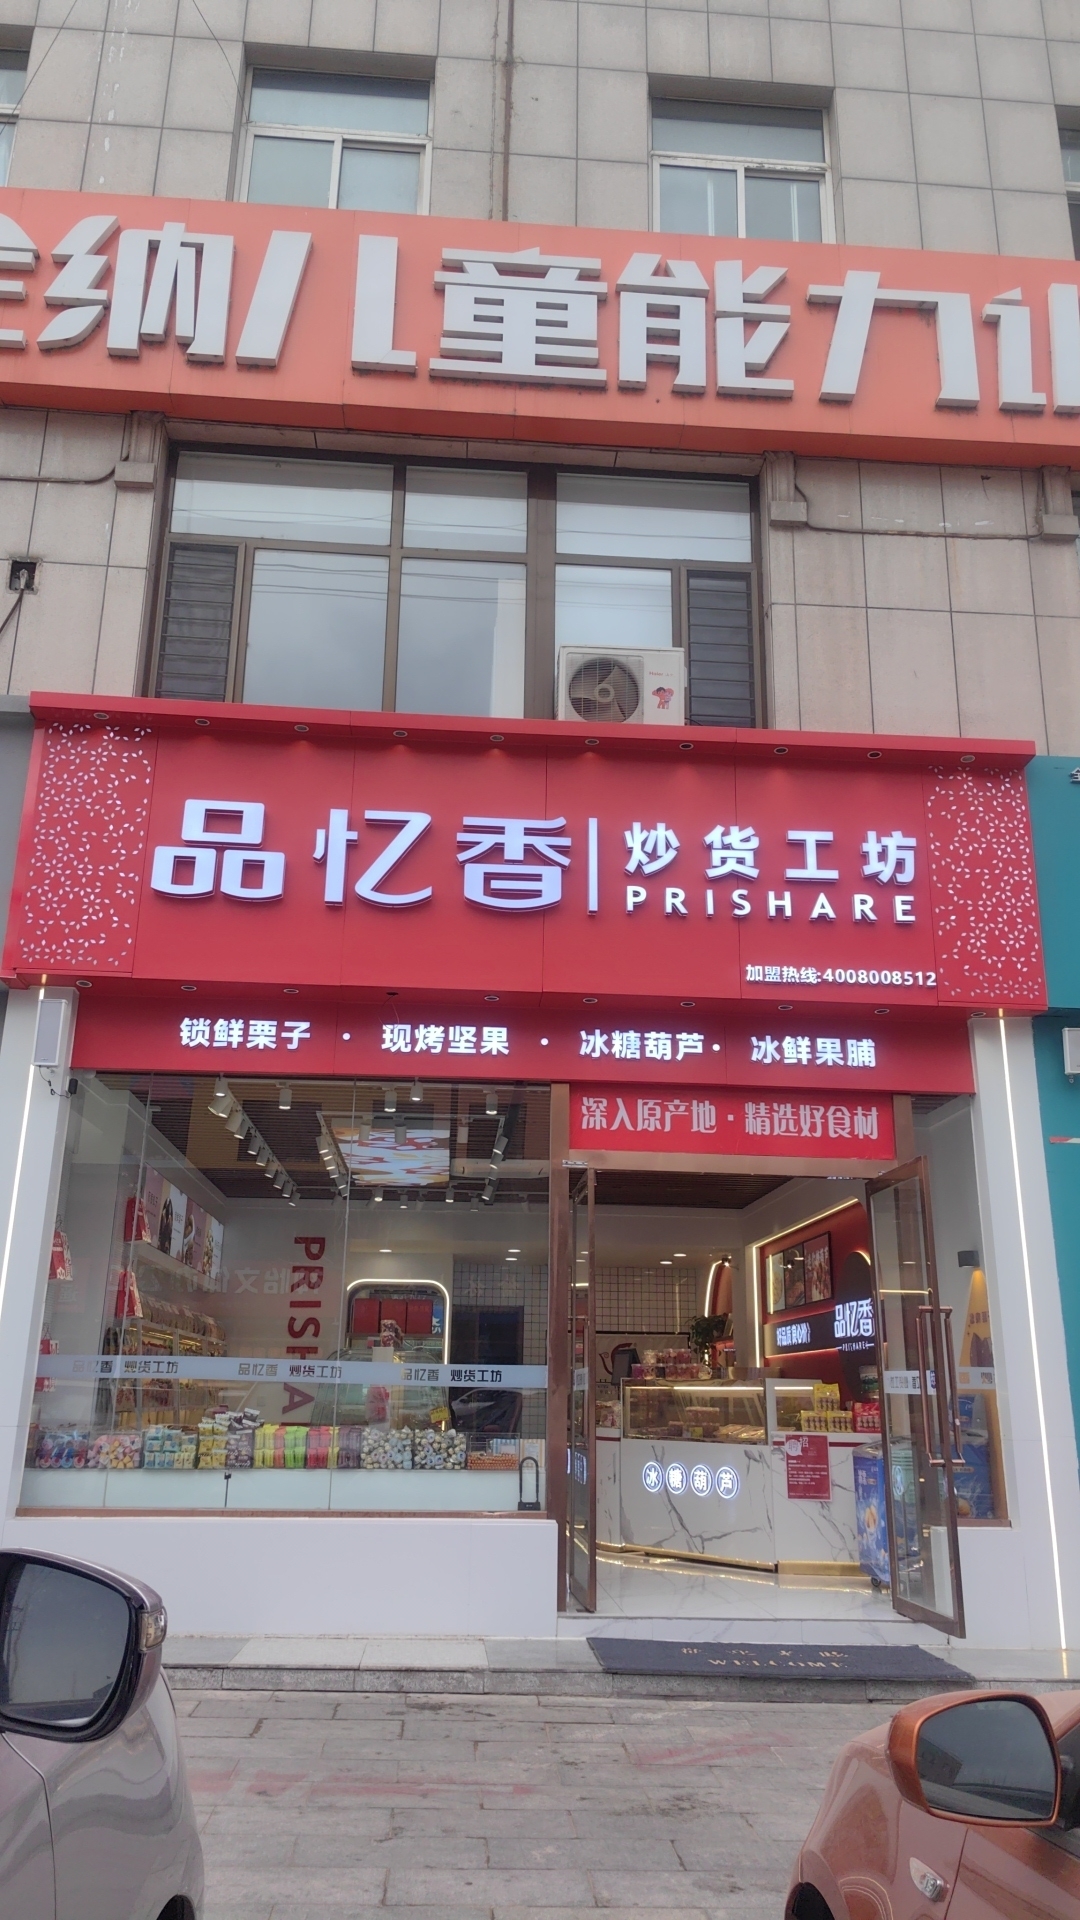 纳儿童能力
品忆香 炒货工坊
PRISHARE
加盟热线:4008008512
锁鲜栗子 · 现烤坚果 · 冰糖葫芦 · 冰鲜果脯
深入原产地·精选好食材
PRISHA
品忆香
PRISHARE
品忆香 炒货工坊 品忆香 炒货工坊 品忆香 炒货工坊
冰糖葫芦
招
WELCOME